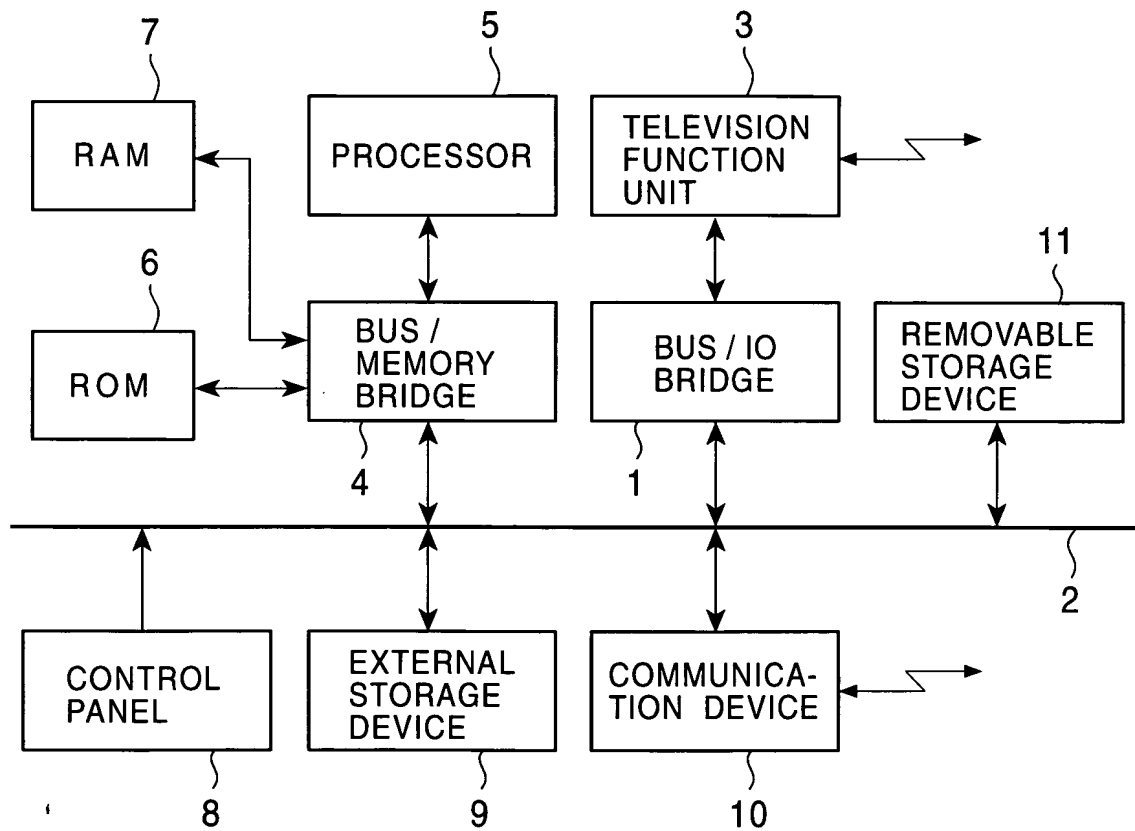 7
5
3
RAM
PROCESSOR
TELEVISION
FUNCTION
UNIT
6
11
ROM
BUS /
MEMORY
BRIDGE
BUS / IO
BRIDGE
REMOVABLE
STORAGE
DEVICE
4
1
2
CONTROL
PANEL
EXTERNAL
STORAGE
DEVICE
COMMUNICA-
TION DEVICE
8
9
10